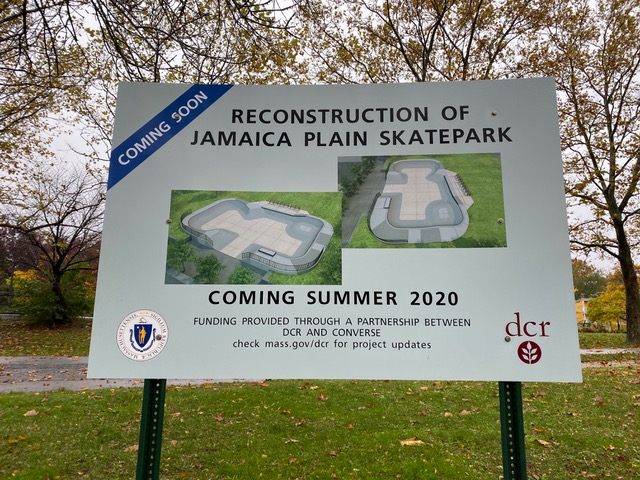 COMING SOON
RECONSTRUCTION OF
JAMAICA PLAIN SKATEPARK
COMING SUMMER 2020
FUNDING PROVIDED THROUGH A PARTNERSHIP BETWEEN
DCR AND CONVERSE
check mass.gov/dcr for project updates
dcr